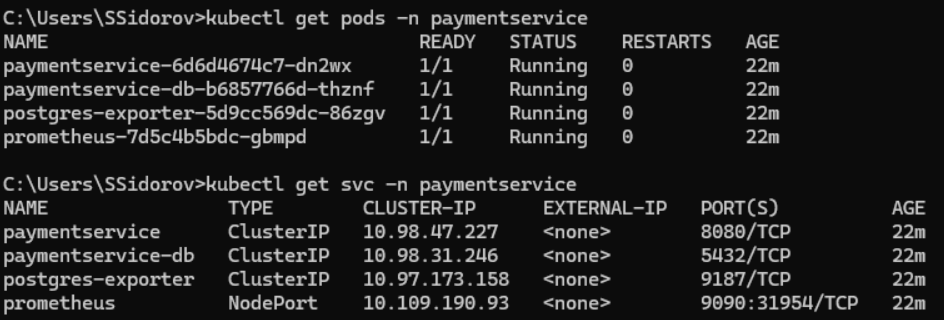 C:\Users\SSidorov>kubectl get pods -n paymentservice
NAME READY STATUS RESTARTS AGE
paymentservice-6d6d4674c7-dn2wx 1/1 Running 0 22m
paymentservice-db-b6857766d-thznf 1/1 Running 0 22m
postgres-exporter-5d9cc569dc-86zgv 1/1 Running 0 22m
prometheus-7d5c4b5bdc-gbmpd 1/1 Running 0 22m
C:\Users\SSidorov>kubectl get svc -n paymentservice
NAME TYPE CLUSTER-IP EXTERNAL-IP PORT(S) AGE
paymentservice ClusterIP 10.98.47.227 <none> 8080/TCP 22m
paymentservice-db ClusterIP 10.98.31.246 <none> 5432/TCP 22m
postgres-exporter ClusterIP 10.97.173.158 <none> 9187/TCP 22m
prometheus NodePort 10.109.190.93 <none> 9090:31954/TCP 22m